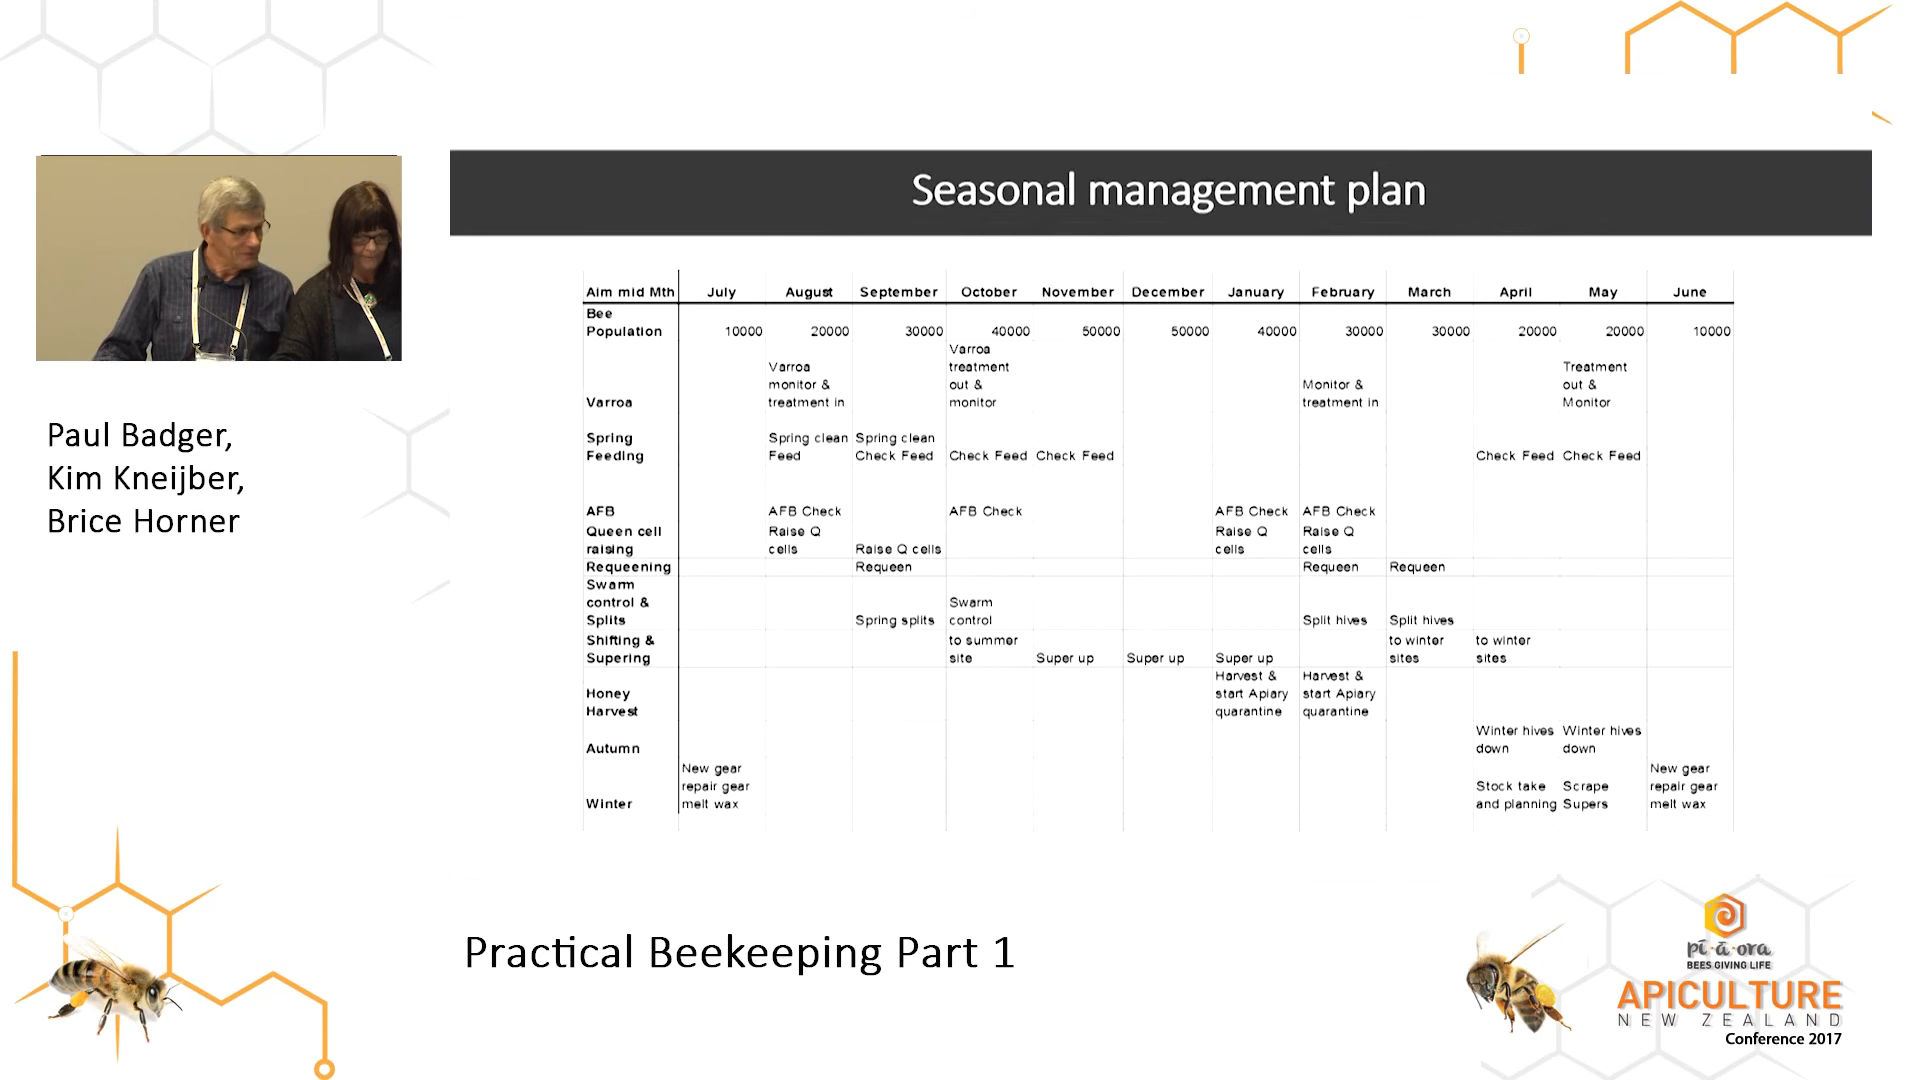 Seasonal management plan
Aim mid Mth July August September October November December January February March April May June
Bee
Population 10000 20000 30000 40000 50000 50000 40000 30000 30000 20000 20000 10000
Varroa
Varroa treatment
monitor & out & Monitor & out &
Varroa treatment in monitor treatment in Monitor
Treatment
Spring Spring clean Spring clean
Feeding Feed Check Feed Check Feed Check Feed Check Feed Check Feed
AFB AFB Check AFB Check AFB Check AFB Check
Queen cell Raise Q Raise Q Raise Q
raising cells Raise Q cells cells cells
Requeening Requeen Requeen Requeen
Swarm
control & Swarm
Splits Spring splits control Split hives Split hives
Shifting & to summer to winter to winter
Supering site Super up Super up Super up sites sites
Harvest & Harvest &
Honey start Apiary start Apiary
Harvest quarantine quarantine
Winter hives Winter hives
Autumn down down
New gear New gear
repair gear Stock take Scrape repair gear
Winter melt wax and planning Supers melt wax
Paul Badger,
Kim Kneijber,
Brice Horner
Practical Beekeeping Part 1
pī-ā-ora
BEES GIVING LIFE
APICULTURE
NEW ZEALAND
Conference 2017